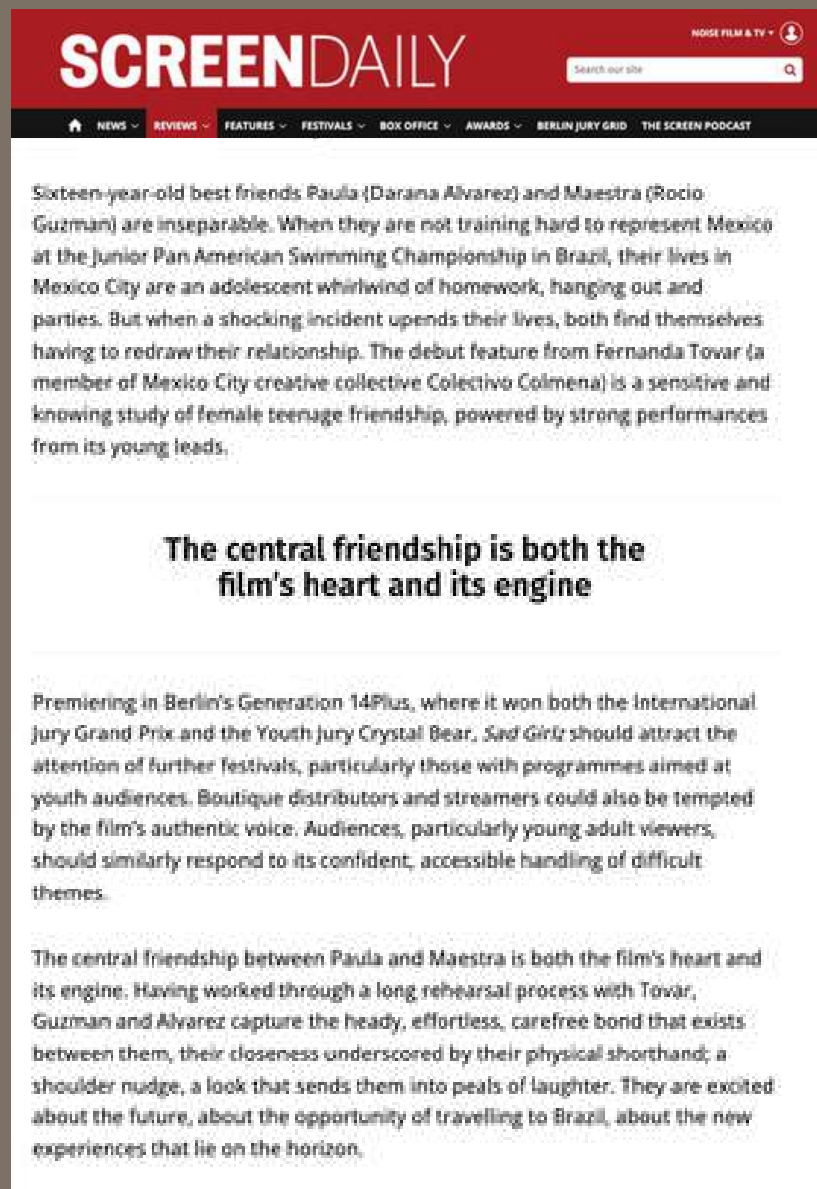 SCREENDAILY
NOISE FILM & TV
Search our site
NEWS REVIEWS FEATURES FESTIVALS BOX OFFICE AWARDS BERLIN JURY GRID THE SCREEN PODCAST
Sixteen-year-old best friends Paula (Darana Alvarez) and Maestra (Rocio
Guzman) are inseparable. When they are not training hard to represent Mexico
at the Junior Pan American Swimming Championship in Brazil, their lives in
Mexico City are an adolescent whirlwind of homework, hanging out and
parties. But when a shocking incident upends their lives, both find themselves
having to redraw their relationship. The debut feature from Fernanda Tovar (a
member of Mexico City creative collective Colectivo Colmena) is a sensitive and
knowing study of female teenage friendship, powered by strong performances
from its young leads.
The central friendship is both the
film's heart and its engine
Premiering in Berlin's Generation 14Plus, where it won both the International
Jury Grand Prix and the Youth Jury Crystal Bear, Sad Girlz should attract the
attention of further festivals, particularly those with programmes aimed at
youth audiences. Boutique distributors and streamers could also be tempted
by the film's authentic voice. Audiences, particularly young adult viewers,
should similarly respond to its confident, accessible handling of difficult
themes.
The central friendship between Paula and Maestra is both the film's heart and
its engine. Having worked through a long rehearsal process with Tovar,
Guzman and Alvarez capture the heady, effortless, carefree bond that exists
between them, their closeness underscored by their physical shorthand; a
shoulder nudge, a look that sends them into peals of laughter. They are excited
about the future, about the opportunity of travelling to Brazil, about the new
experiences that lie on the horizon.